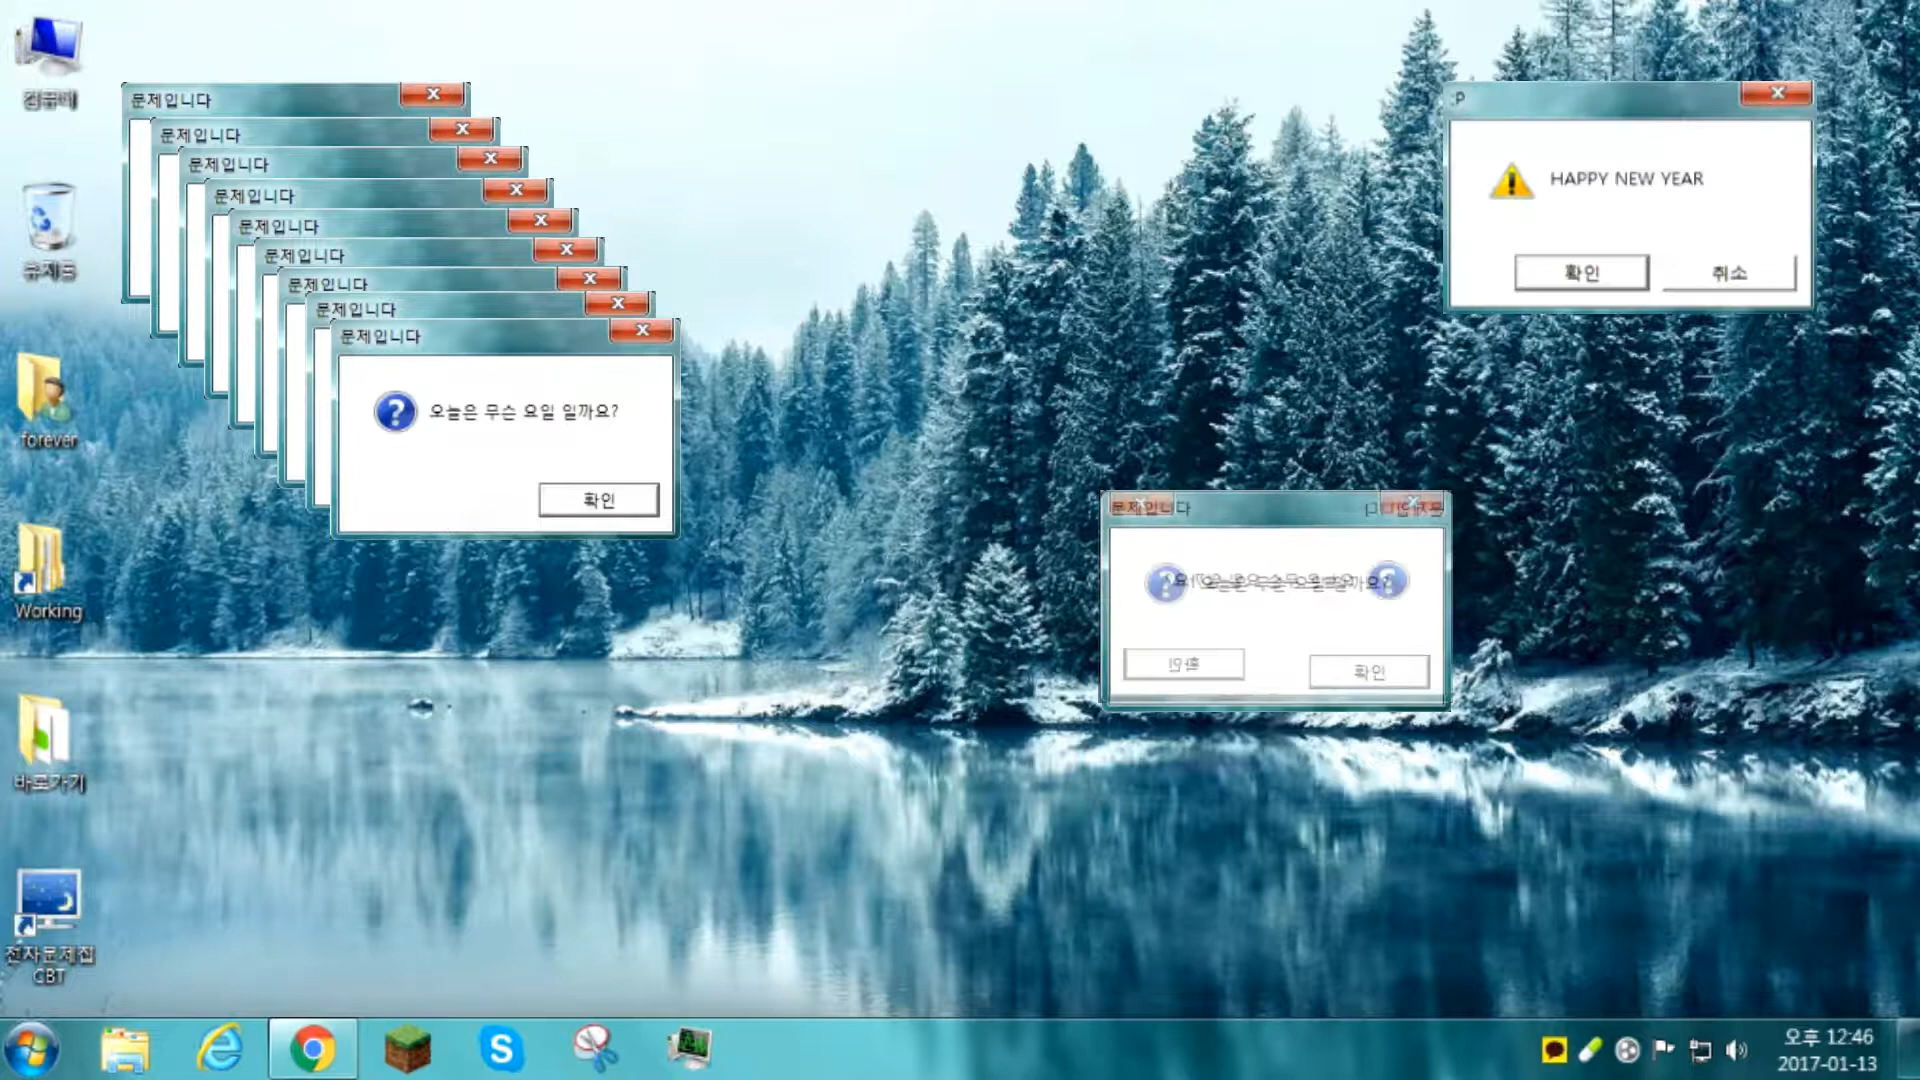 컴퓨터
휴지통
forever
Working
바로가기
전자문제집
CBT
문제입니다
문제입니다
문제입니다
문제입니다
문제입니다
문제입니다
문제입니다
문제입니다
문제입니다
오늘은 무슨 요일 일까요?
확인
:P
HAPPY NEW YEAR
확인 취소
문제입니다
확인
오후 12:46
2017-01-13